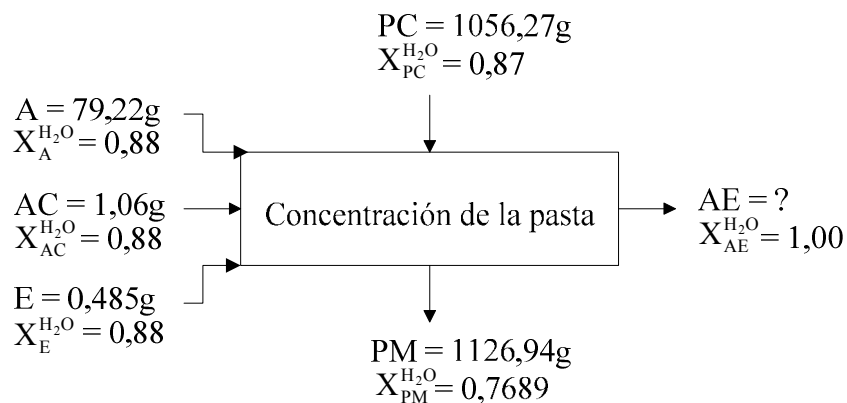 PC = 1056,27g
X_PC^H₂O = 0,87
A = 79,22g
X_A^H₂O = 0,88
AC = 1,06g
X_AC^H₂O = 0,88
E = 0,485g
X_E^H₂O = 0,88
Concentración de la pasta
AE = ?
X_AE^H₂O = 1,00
PM = 1126,94g
X_PM^H₂O = 0,7689